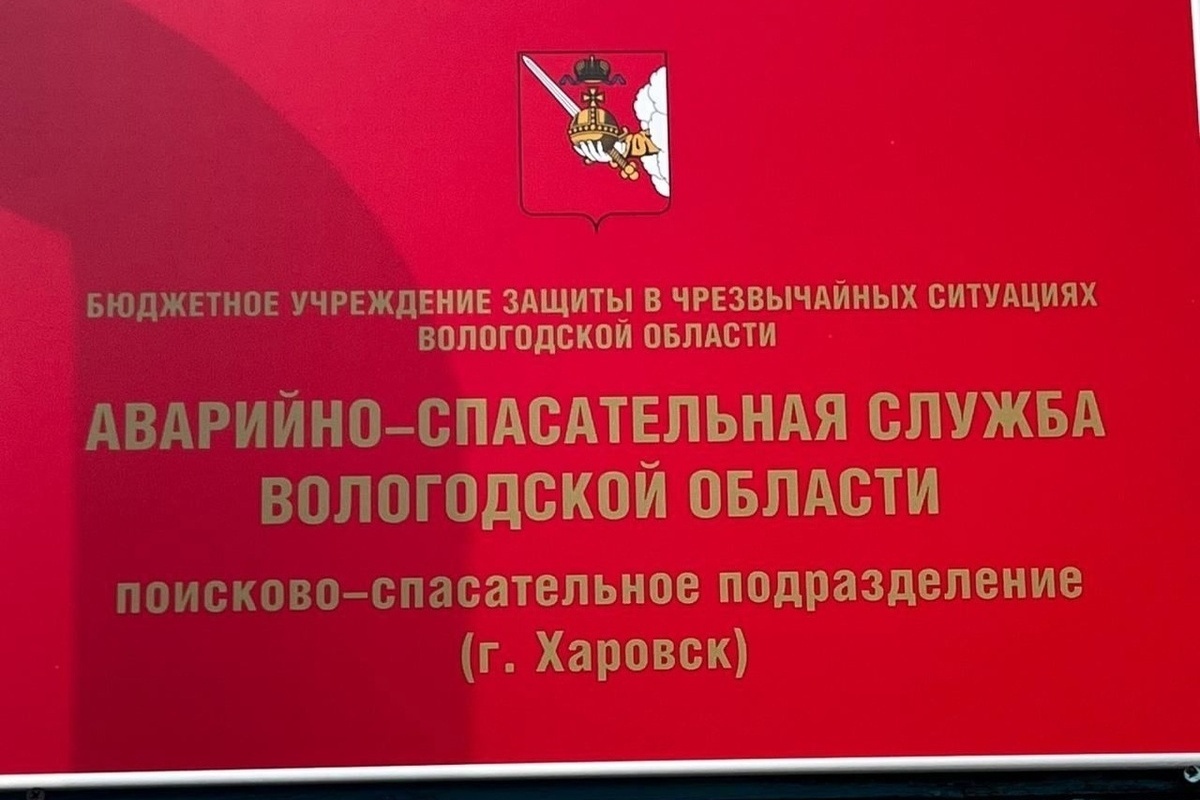 БЮДЖЕТНОЕ УЧРЕЖДЕНИЕ ЗАЩИТЫ В ЧРЕЗВЫЧАЙНЫХ СИТУАЦИЯХ
ВОЛОГОДСКОЙ ОБЛАСТИ
АВАРИЙНО-СПАСАТЕЛЬНАЯ СЛУЖБА
ВОЛОГОДСКОЙ ОБЛАСТИ
поисково-спасательное подразделение
(г. Харовск)